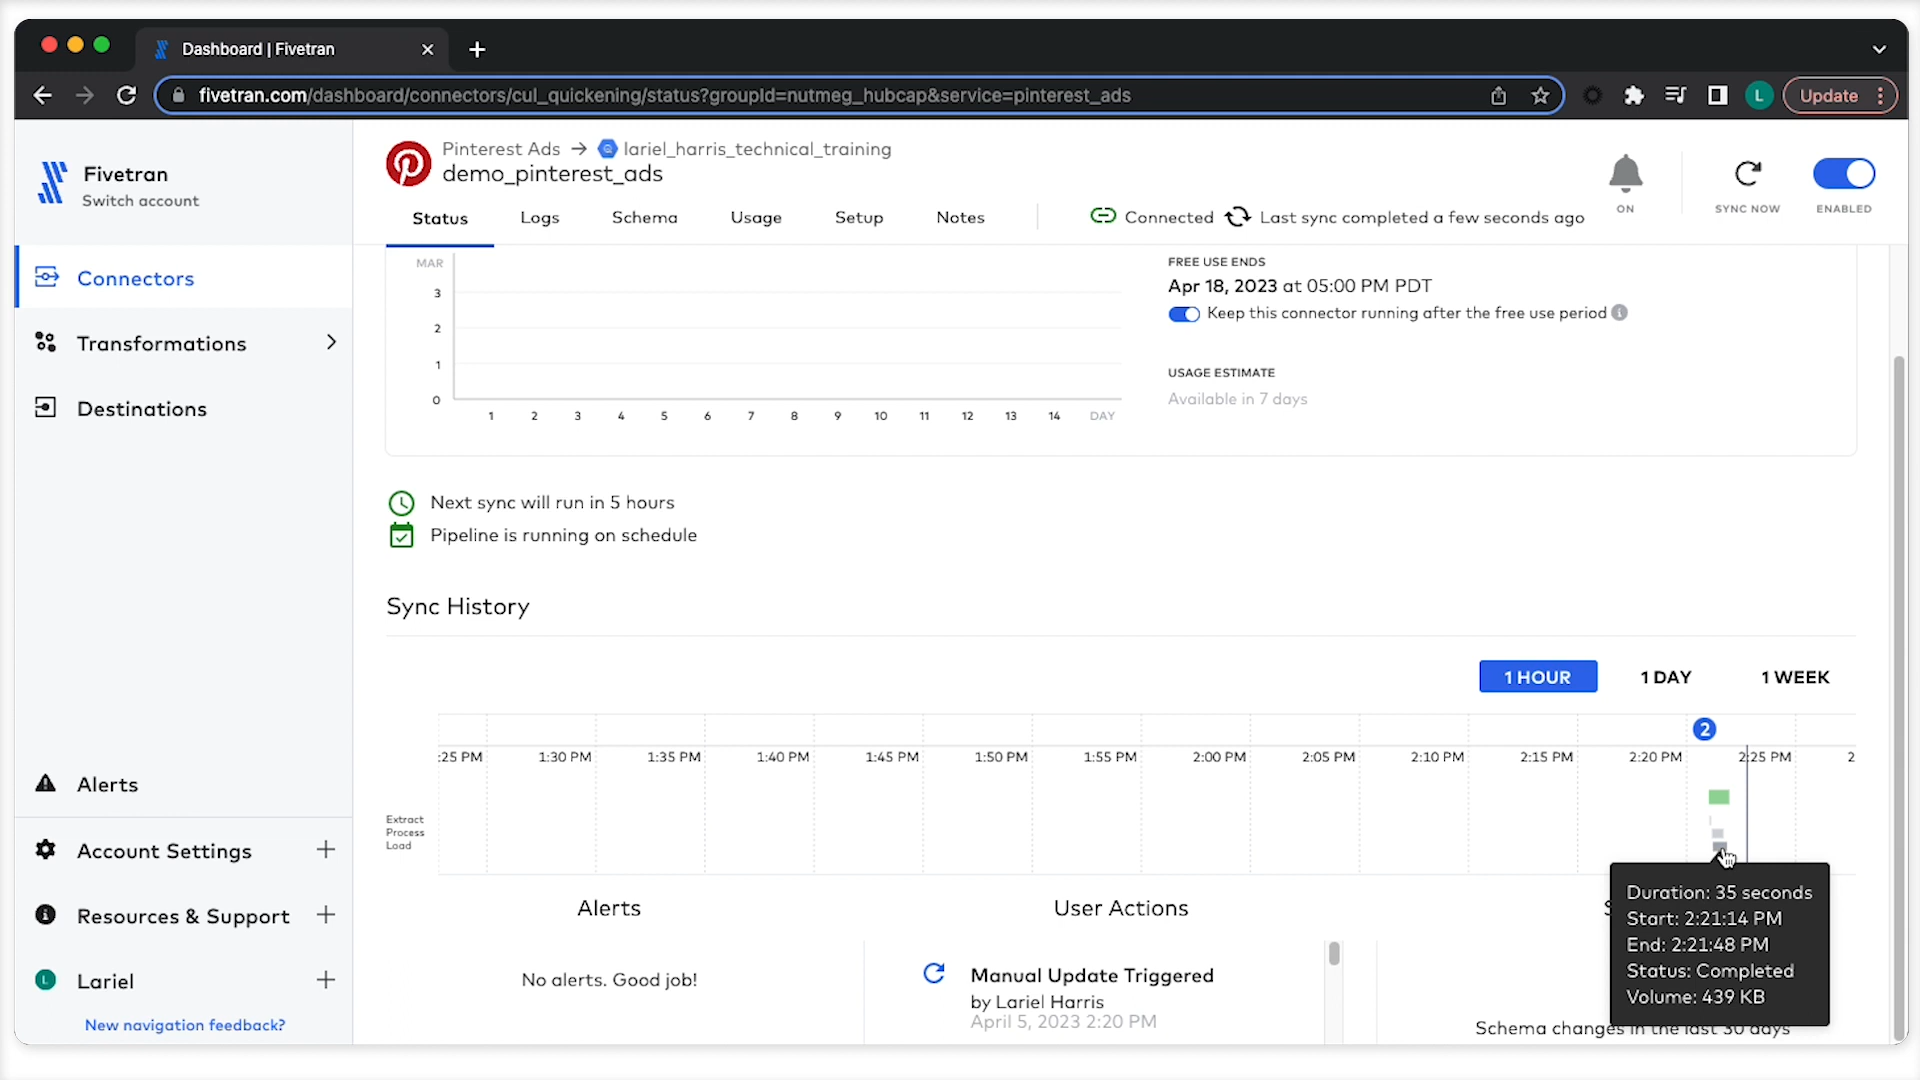 Dashboard | Fivetran
fivetran.com/dashboard/connectors/cul_quickening/status?groupId=nutmeg_hubcap&service=pinterest_ads
L
Update
Fivetran
Switch account
Connectors
Transformations
Destinations
Alerts
Account Settings
Resources & Support
L
Lariel
New navigation feedback?
Pinterest Ads → lariel_harris_technical_training
demo_pinterest_ads
ON
SYNC NOW
ENABLED
Status
Logs
Schema
Usage
Setup
Notes
Connected
Last sync completed a few seconds ago
MAR
3
2
1
0
1 2 3 4 5 6 7 8 9 10 11 12 13 14 DAY
FREE USE ENDS
Apr 18, 2023 at 05:00 PM PDT
Keep this connector running after the free use period
USAGE ESTIMATE
Available in 7 days
Next sync will run in 5 hours
Pipeline is running on schedule
Sync History
1 HOUR
1 DAY
1 WEEK
2
:25 PM 1:30 PM 1:35 PM 1:40 PM 1:45 PM 1:50 PM 1:55 PM 2:00 PM 2:05 PM 2:10 PM 2:15 PM 2:20 PM 2:25 PM 2
Extract
Process
Load
Duration: 35 seconds
Start: 2:21:14 PM
End: 2:21:48 PM
Status: Completed
Volume: 439 KB
Alerts
No alerts. Good job!
User Actions
Manual Update Triggered
by Lariel Harris
April 5, 2023 2:20 PM
Schema changes in the last 30 days